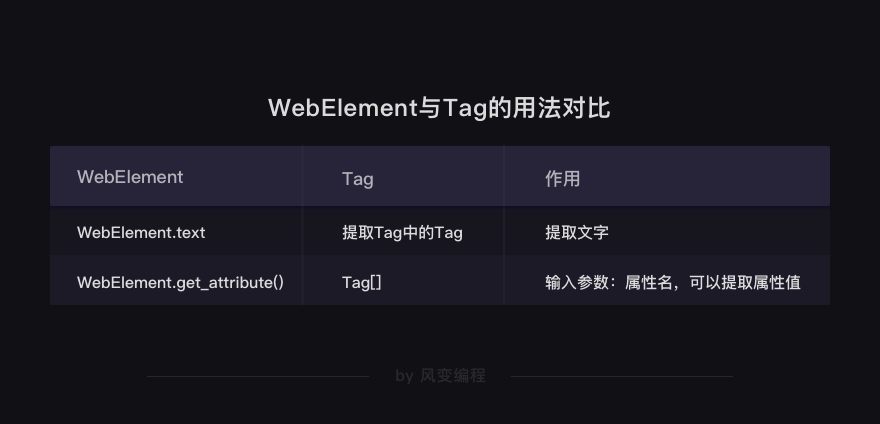 WebElement与Tag的用法对比
WebElement Tag 作用
WebElement.text 提取Tag中的Tag 提取文字
WebElement.get_attribute() Tag[] 输入参数：属性名，可以提取属性值
by 风变编程